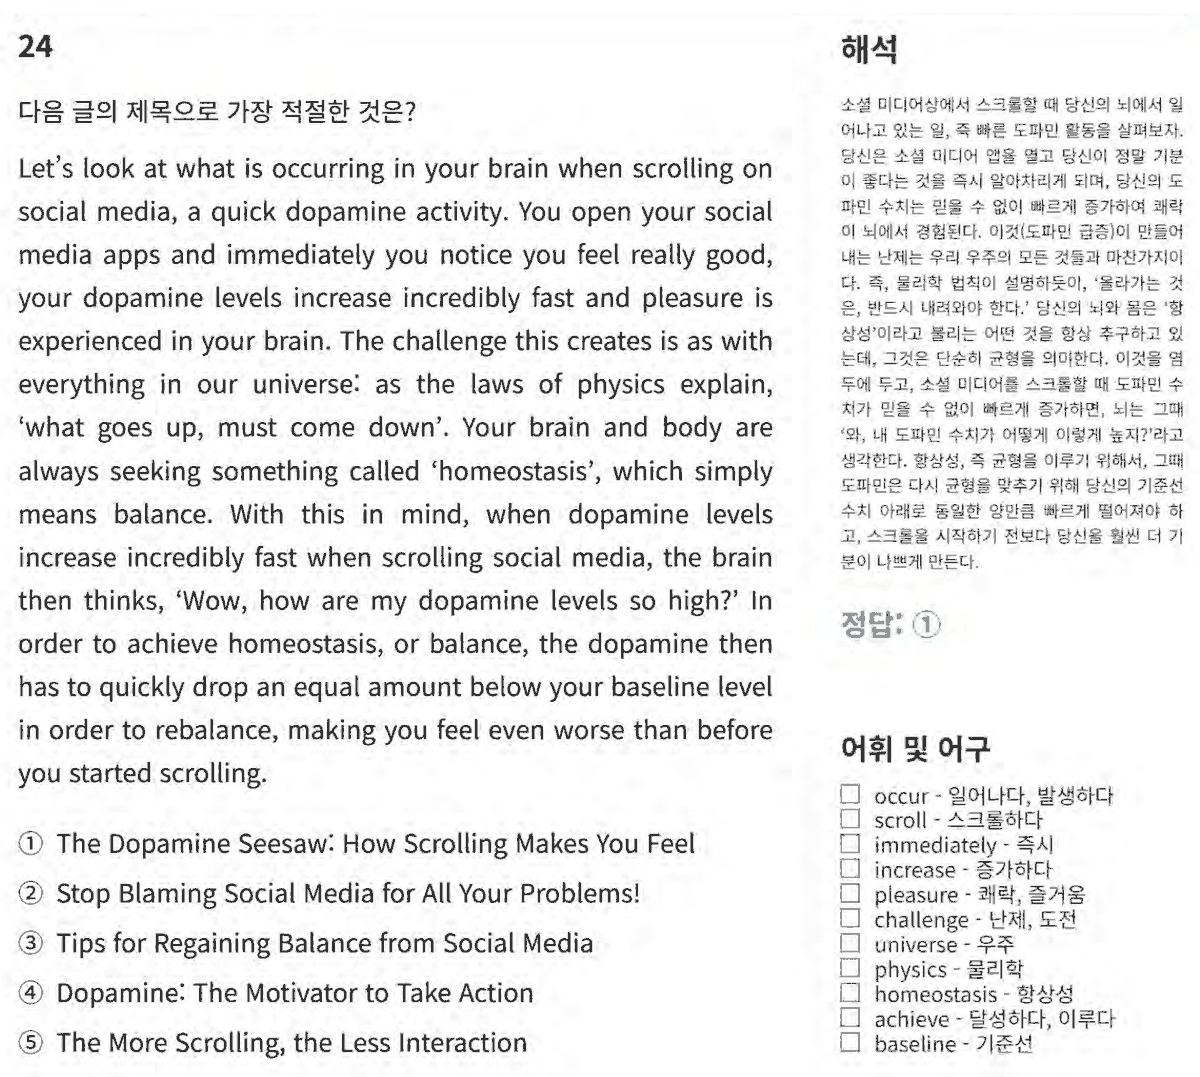 24
다음 글의 제목으로 가장 적절한 것은?
Let's look at what is occurring in your brain when scrolling on
social media, a quick dopamine activity. You open your social
media apps and immediately you notice you feel really good,
your dopamine levels increase incredibly fast and pleasure is
experienced in your brain. The challenge this creates is as with
everything in our universe: as the laws of physics explain,
‘what goes up, must come down’. Your brain and body are
always seeking something called ‘homeostasis’, which simply
means balance. With this in mind, when dopamine levels
increase incredibly fast when scrolling social media, the brain
then thinks, ‘Wow, how are my dopamine levels so high?’ In
order to achieve homeostasis, or balance, the dopamine then
has to quickly drop an equal amount below your baseline level
in order to rebalance, making you feel even worse than before
you started scrolling.
① The Dopamine Seesaw: How Scrolling Makes You Feel
② Stop Blaming Social Media for All Your Problems!
③ Tips for Regaining Balance from Social Media
④ Dopamine: The Motivator to Take Action
⑤ The More Scrolling, the Less Interaction
해석
소셜 미디어상에서 스크롤할 때 당신의 뇌에서 일
어나고 있는 일, 즉 빠른 도파민 활동을 살펴보자.
당신은 소셜 미디어 앱을 열고 당신이 정말 기분
이 좋다는 것을 즉시 알아차리게 되며, 당신의 도
파민 수치는 믿을 수 없이 빠르게 증가하여 쾌락
이 뇌에서 경험된다. 이것(도파민 급증)이 만들어
내는 난제는 우리 우주의 모든 것들과 마찬가지이
다. 즉, 물리학 법칙이 설명하듯이, ‘올라가는 것
은, 반드시 내려와야 한다.’ 당신의 뇌와 몸은 ‘항
상성’이라고 불리는 어떤 것을 항상 추구하고 있
는데, 그것은 단순히 균형을 의미한다. 이것을 염
두에 두고, 소셜 미디어를 스크롤할 때 도파민 수
치가 믿을 수 없이 빠르게 증가하면, 뇌는 그때
‘와, 내 도파민 수치가 어떻게 이렇게 높지?’라고
생각한다. 항상성, 즉 균형을 이루기 위해서, 그때
도파민은 다시 균형을 맞추기 위해 당신의 기준선
수치 아래로 동일한 양만큼 빠르게 떨어져야 하
고, 스크롤을 시작하기 전보다 당신을 훨씬 더 기
분이 나쁘게 만든다.
정답: ①
어휘 및 어구
□ occur - 일어나다, 발생하다
□ scroll - 스크롤하다
□ immediately - 즉시
□ increase - 증가하다
□ pleasure - 쾌락, 즐거움
□ challenge - 난제, 도전
□ universe - 우주
□ physics - 물리학
□ homeostasis - 항상성
□ achieve - 달성하다, 이루다
□ baseline - 기준선